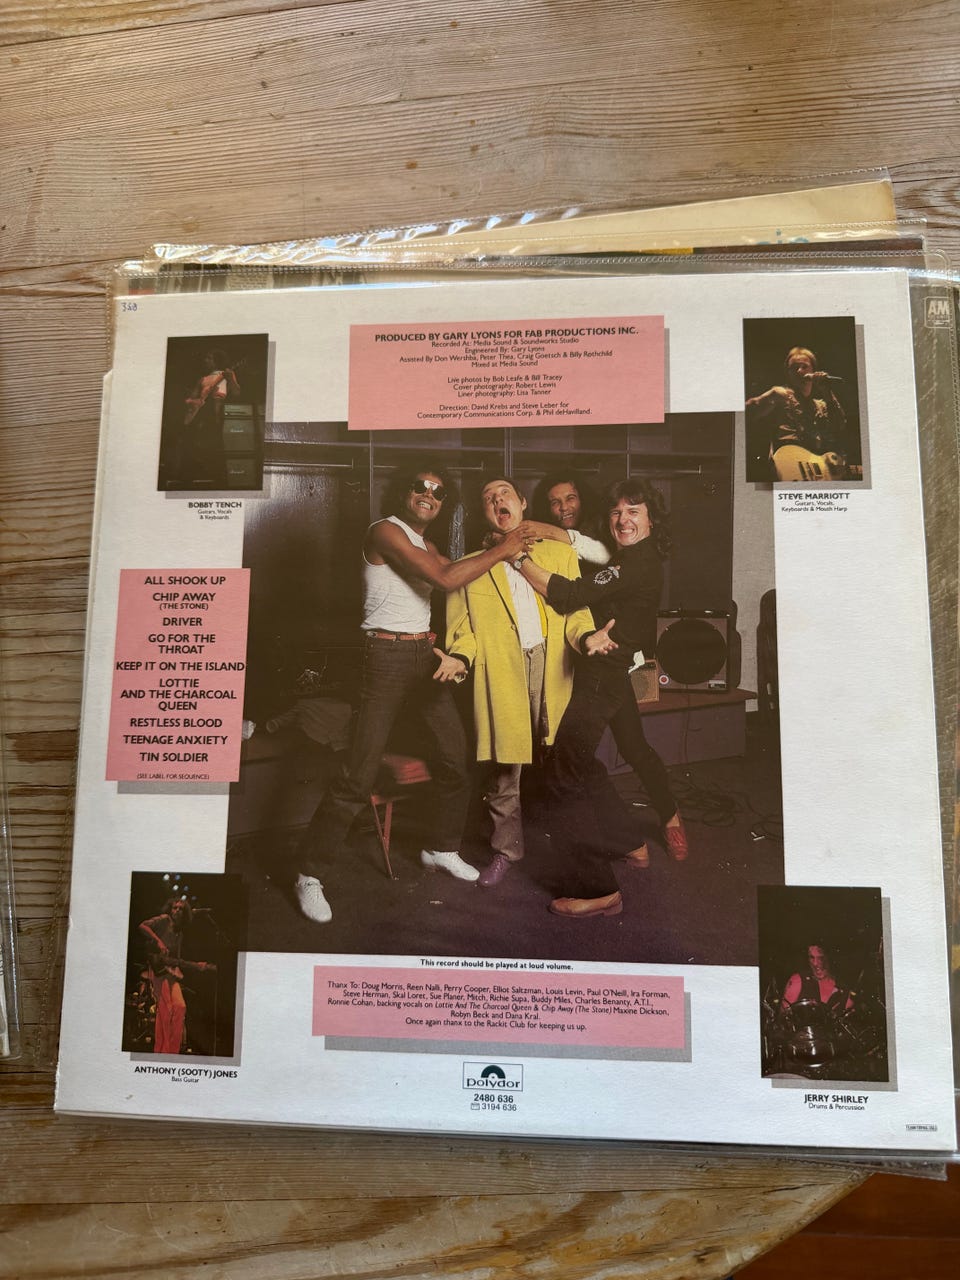 AM
358
PRODUCED BY GARY LYONS FOR FAB PRODUCTIONS INC.
Recorded At: Media Sound & Soundworks Studio
Engineered By: Gary Lyons
Assisted By Don Wershba, Peter Thea, Craig Goetsch & Billy Rothchild
Mixed at Media Sound
Live photos by Bob Leafe & Bill Tracey
Cover photography: Robert Lewis
Liner photography: Lisa Tanner
Direction: David Krebs and Steve Leber for
Contemporary Communications Corp. & Phil deHavilland.
BOBBY TENCH
Guitars, Vocals
& Keyboards
STEVE MARRIOTT
Guitars, Vocals,
Keyboards & Mouth Harp
ALL SHOOK UP
CHIP AWAY
(THE STONE)
DRIVER
GO FOR THE
THROAT
KEEP IT ON THE ISLAND
LOTTIE
AND THE CHARCOAL
QUEEN
RESTLESS BLOOD
TEENAGE ANXIETY
TIN SOLDIER
(SEE LABEL FOR SEQUENCE)
This record should be played at loud volume.
Thanx To: Doug Morris, Reen Nalli, Perry Cooper, Elliot Saltzman, Louis Levin, Paul O'Neill, Ira Forman,
Steve Herman, Skal Loret, Sue Planer, Mitch, Richie Supa, Buddy Miles, Charles Benanty, A.T.I.,
Ronnie Cohan, backing vocals on Lottie And The Charcoal Queen & Chip Away (The Stone) Maxine Dickson,
Robyn Beck and Dana Kral.
Once again thanx to the Rackit Club for keeping us up.
ANTHONY (SOOTY) JONES
Bass Guitar
JERRY SHIRLEY
Drums & Percussion
polydor
2480 636
3194 636